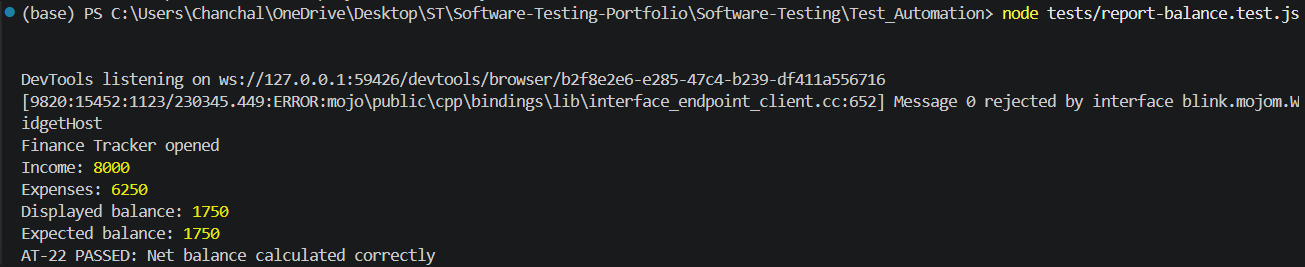 (base) PS C:\Users\Chanchal\OneDrive\Desktop\ST\Software-Testing-Portfolio\Software-Testing\Test_Automation> node tests/report-balance.test.js
DevTools listening on ws://127.0.0.1:59426/devtools/browser/b2f8e2e6-e285-47c4-b239-df411a556716
[9820:15452:1123/230345.449:ERROR:mojo\public\cpp\bindings\lib\interface_endpoint_client.cc:652] Message 0 rejected by interface blink.mojom.W
idgetHost
Finance Tracker opened
Income: 8000
Expenses: 6250
Displayed balance: 1750
Expected balance: 1750
AT-22 PASSED: Net balance calculated correctly